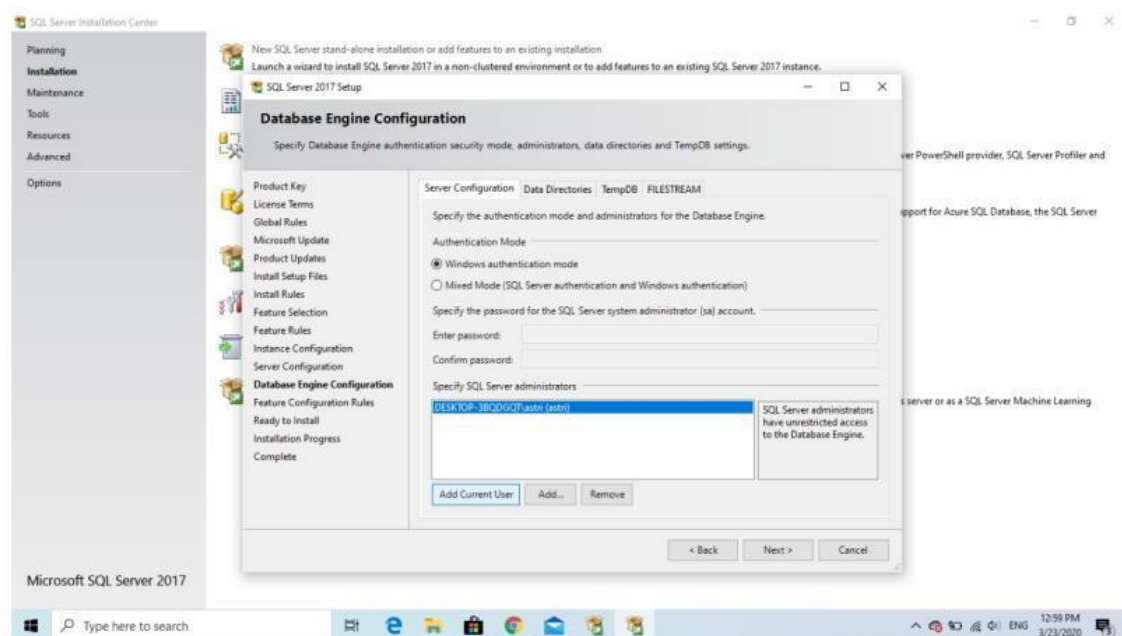 SQL Server Installation Center
Planning
Installation
Maintenance
Tools
Resources
Advanced
Options
Microsoft SQL Server 2017
New SQL Server stand-alone installation or add features to an existing installation
Launch a wizard to install SQL Server 2017 in a non-clustered environment or to add features to an existing SQL Server 2017 instance.
ver PowerShell provider, SQL Server Profiler and
upport for Azure SQL Database, the SQL Server
s server or as a SQL Server Machine Learning
SQL Server 2017 Setup
Database Engine Configuration
Specify Database Engine authentication security mode, administrators, data directories and TempDB settings.
Product Key
License Terms
Global Rules
Microsoft Update
Product Updates
Install Setup Files
Install Rules
Feature Selection
Feature Rules
Instance Configuration
Server Configuration
Database Engine Configuration
Feature Configuration Rules
Ready to Install
Installation Progress
Complete
Server Configuration Data Directories TempDB FILESTREAM
Specify the authentication mode and administrators for the Database Engine.
Authentication Mode
Windows authentication mode
Mixed Mode (SQL Server authentication and Windows authentication)
Specify the password for the SQL Server system administrator (sa) account.
Enter password:
Confirm password:
Specify SQL Server administrators
DESKTOP-3BQDGQT\astri (astri)
SQL Server administrators
have unrestricted access
to the Database Engine.
Add Current User Add... Remove
< Back Next > Cancel
Type here to search
ENG
12:59 PM
3/23/2020